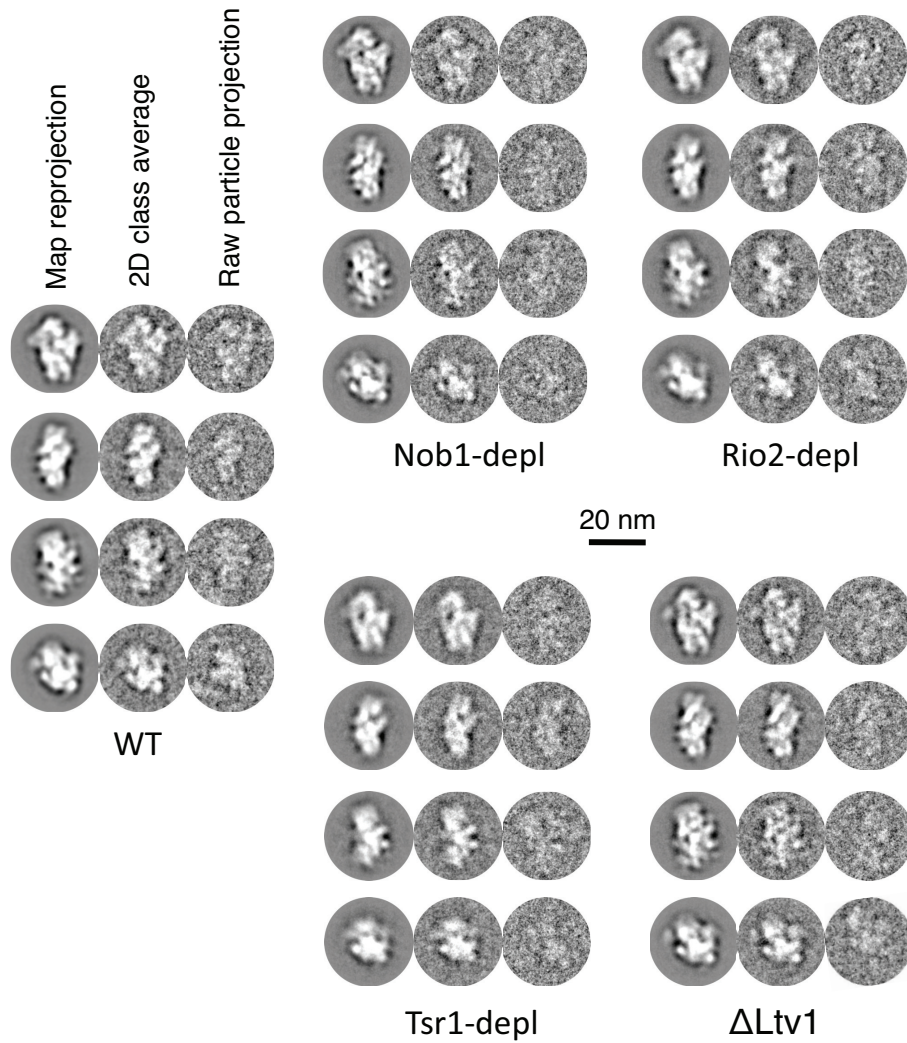 Map reprojection
2D class average
Raw particle projection
WT
Nob1-depl
Rio2-depl
20 nm
Tsr1-depl
ΔLtv1